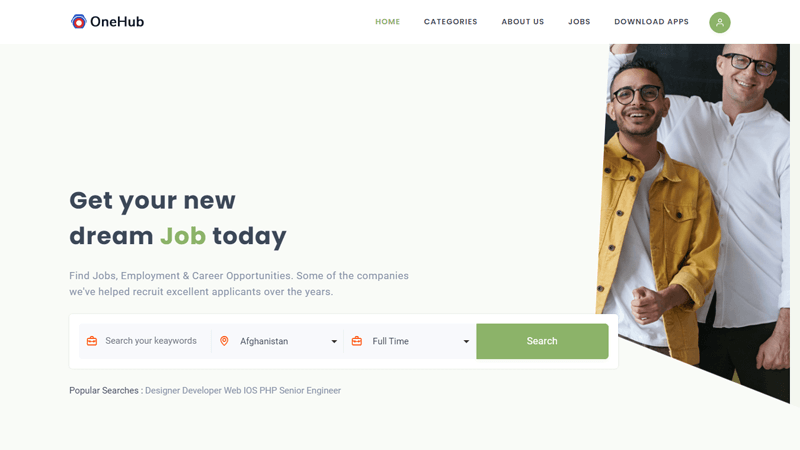 OneHub
HOME CATEGORIES ABOUT US JOBS DOWNLOAD APPS
Get your new
dream Job today
Find Jobs, Employment & Career Opportunities. Some of the companies
we've helped recruit excellent applicants over the years.
Search your keaywords Afghanistan Full Time Search
Popular Searches : Designer Developer Web IOS PHP Senior Engineer